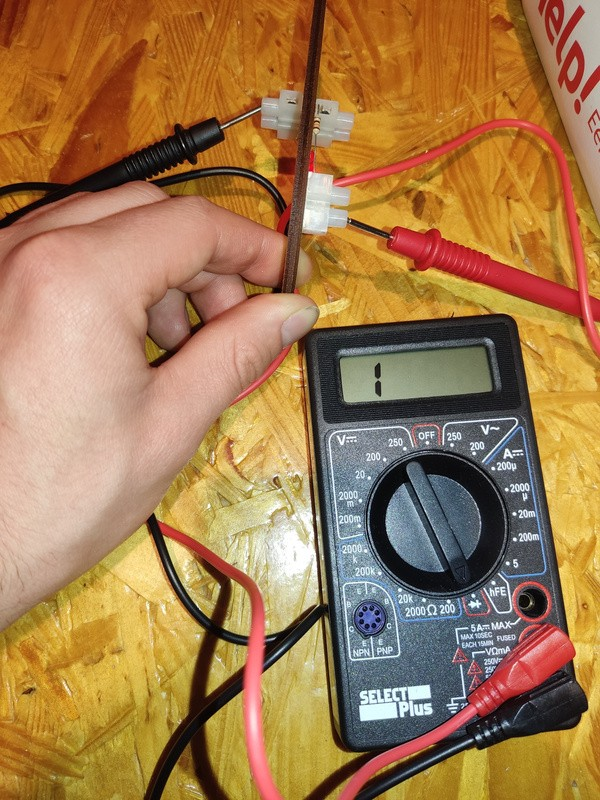 elp!
1
OFF
V⎓
250
250
V~
200
200
A⎓
20
200µ
2000
m
2000
µ
200m
20m
2000
k
200m
200k
5
20k
2000
Ω
200
hFE
E
E
B
C
C
E
E
NPN
PNP
5A⎓ MAX
MAX 10SEC
EACH 15MIN
FUSED
VΩmA
250V
SELECT
Plus